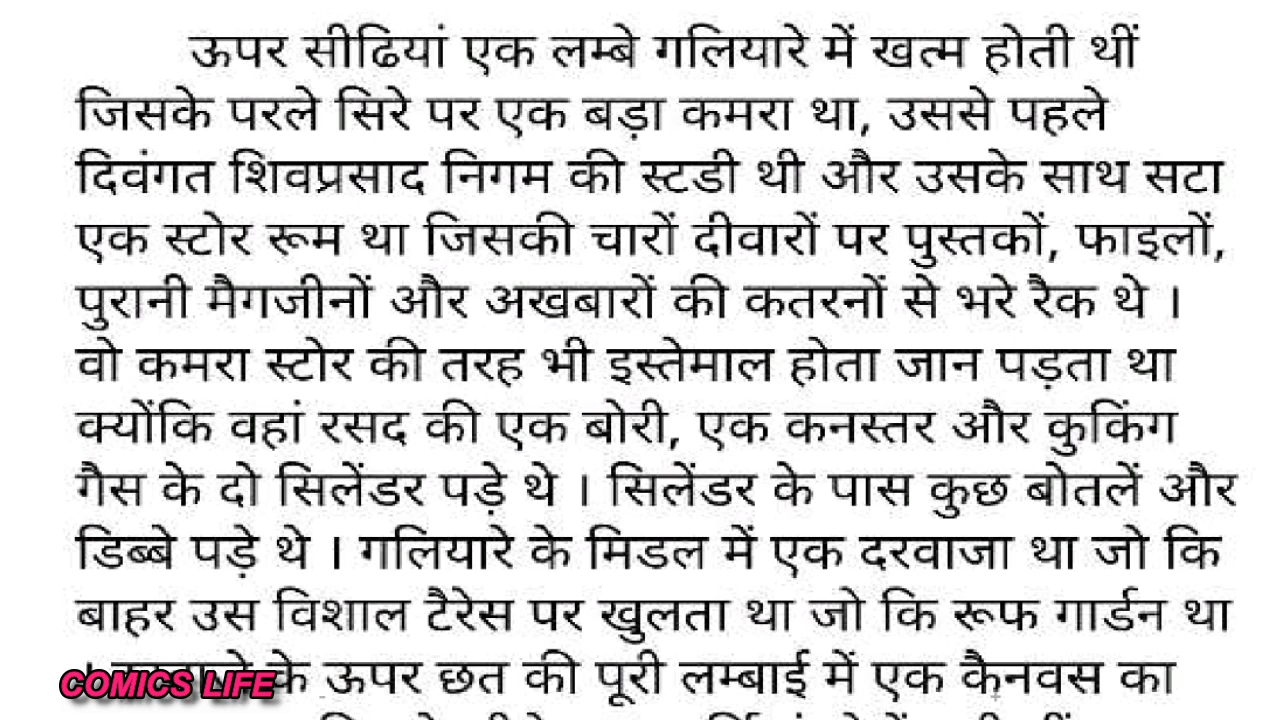 ऊपर सीढियां एक लम्बे गलियारे में खत्म होती थीं
जिसके परले सिरे पर एक बड़ा कमरा था, उससे पहले
दिवंगत शिवप्रसाद निगम की स्टडी थी और उसके साथ सटा
एक स्टोर रूम था जिसकी चारों दीवारों पर पुस्तकों, फाइलों,
पुरानी मैगजीनों और अखबारों की कतरनों से भरे रैक थे ।
वो कमरा स्टोर की तरह भी इस्तेमाल होता जान पड़ता था
क्योंकि वहां रसद की एक बोरी, एक कनस्तर और कुकिंग
गैस के दो सिलेंडर पड़े थे । सिलेंडर के पास कुछ बोतलें और
डिब्बे पड़े थे । गलियारे के मिडल में एक दरवाजा था जो कि
बाहर उस विशाल टैरेस पर खुलता था जो कि रूफ गार्डन था
। के ऊपर छत की पूरी लम्बाई में एक कैनवस का
COMICS LIFE